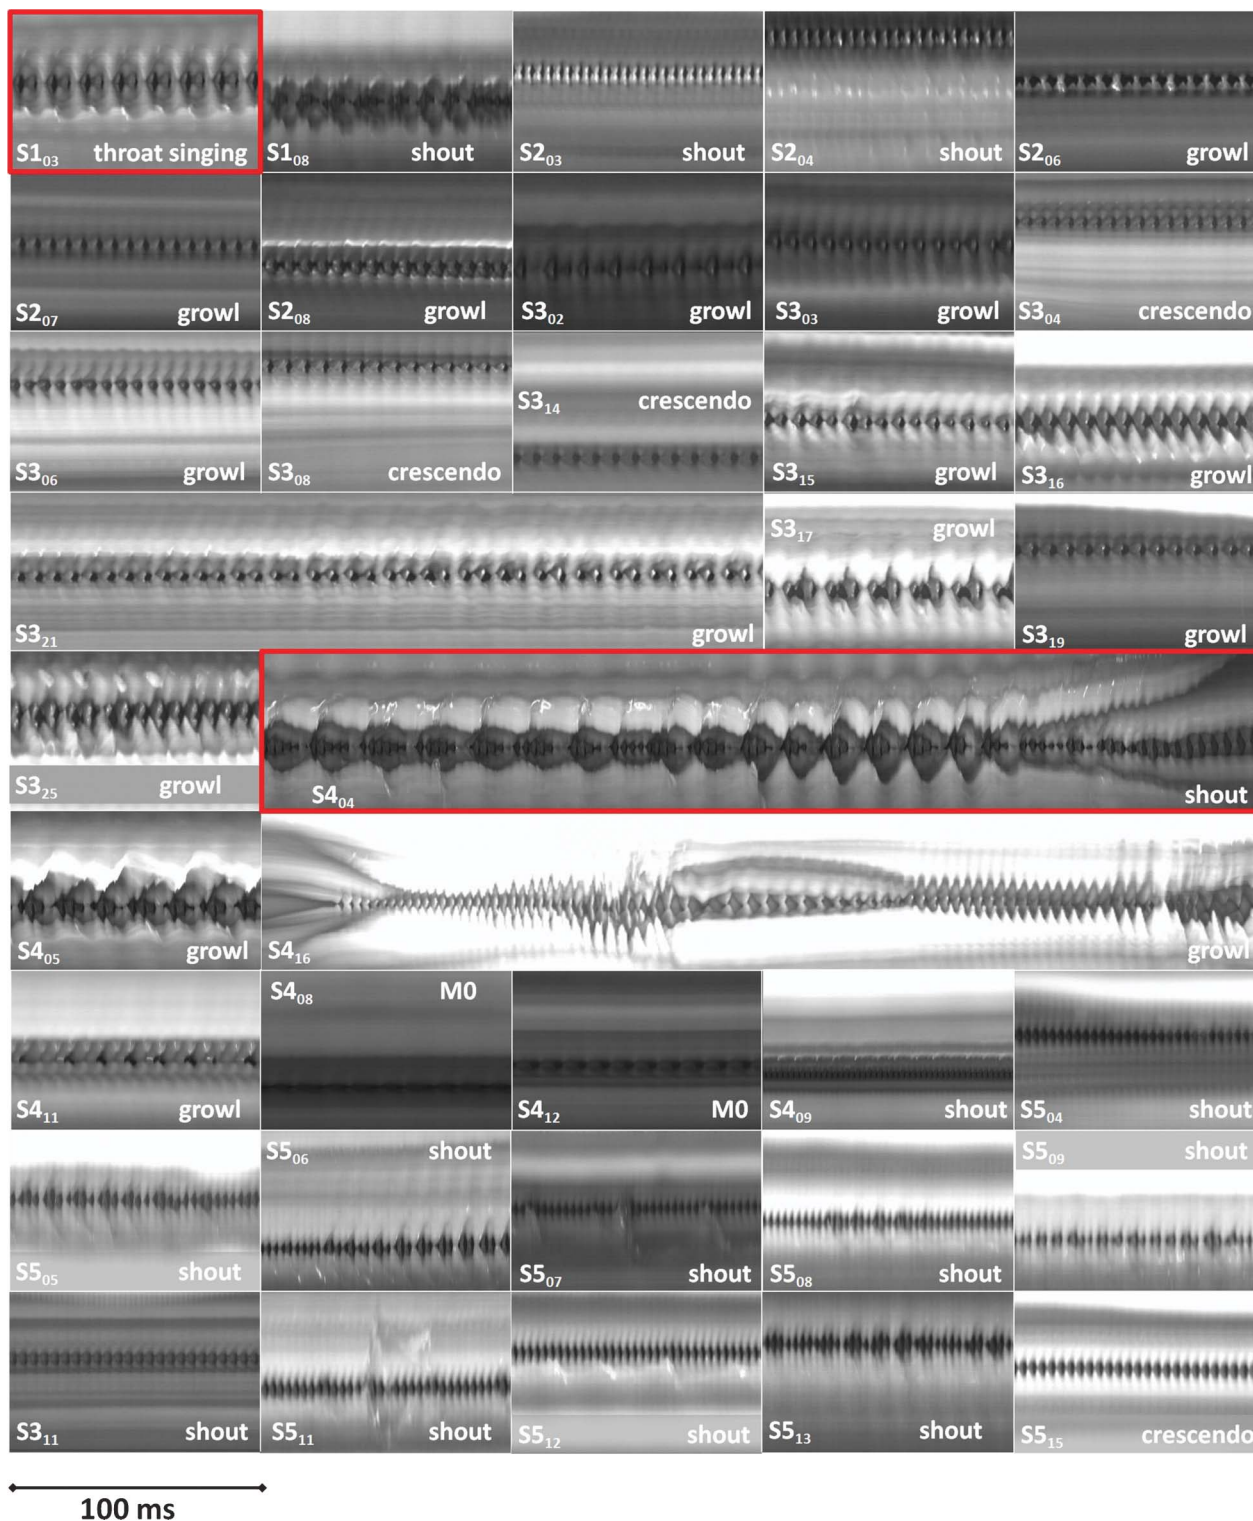 S1₀₃ throat singing
S1₀₈ shout
S2₀₃ shout
S2₀₄ shout
S2₀₆ growl
S2₀₇ growl
S2₀₈ growl
S3₀₂ growl
S3₀₃ growl
S3₀₄ crescendo
S3₀₆ growl
S3₀₈ crescendo
S3₁₄ crescendo
S3₁₅ growl
S3₁₆ growl
S3₂₁ growl
S3₁₇ growl
S3₁₉ growl
S3₂₅ growl
S4₀₄ shout
S4₀₅ growl
S4₁₆ growl
S4₁₁ growl
S4₀₈ M0
S4₁₂ M0
S4₀₉ shout
S5₀₄ shout
S5₀₅ shout
S5₀₆ shout
S5₀₇ shout
S5₀₈ shout
S5₀₉ shout
S3₁₁ shout
S5₁₁ shout
S5₁₂ shout
S5₁₃ shout
S5₁₅ crescendo
100 ms